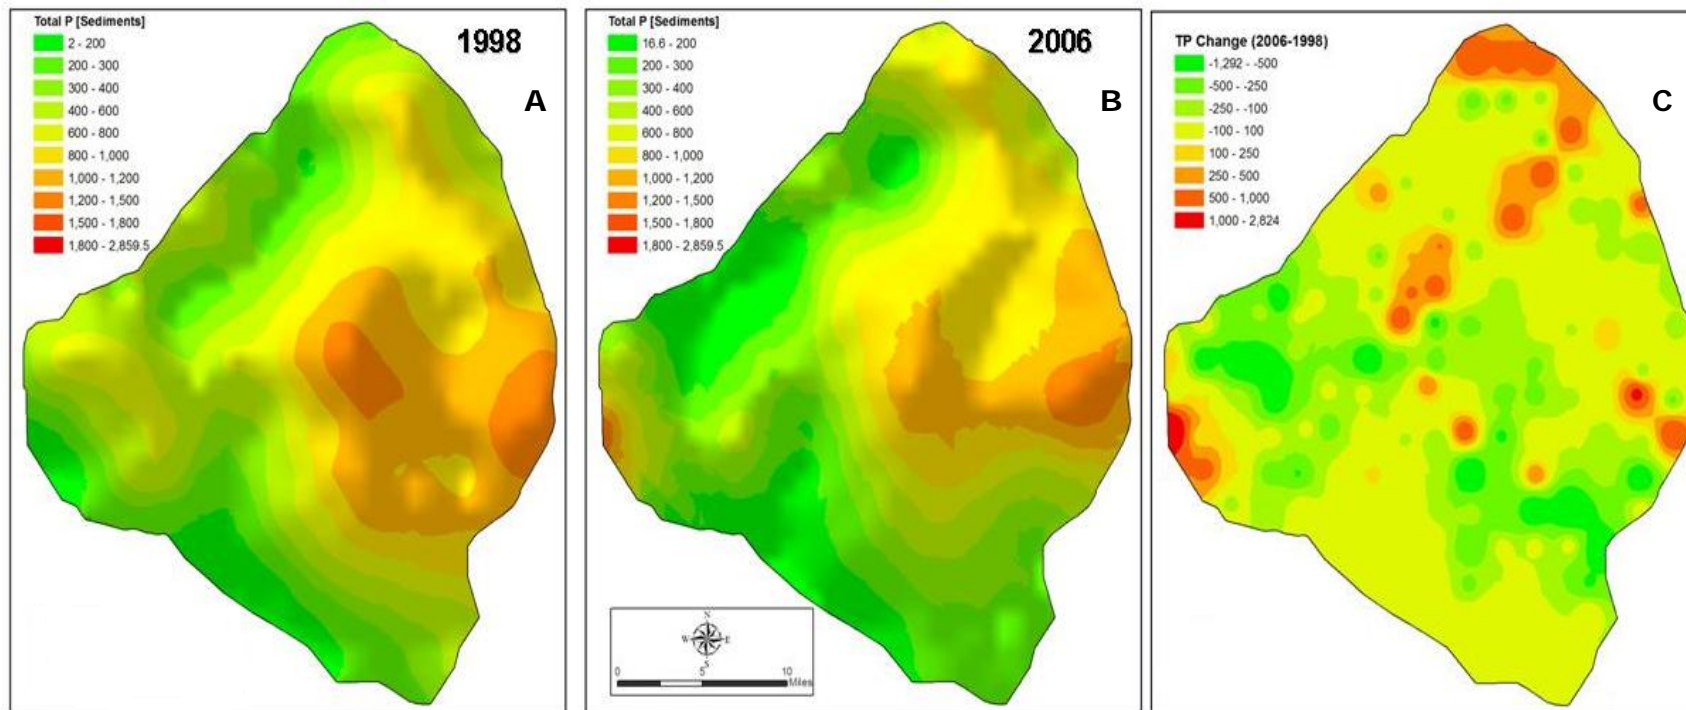 Total P [Sediments]
1998
2 - 200
200 - 300
300 - 400
400 - 600
600 - 800
800 - 1,000
1,000 - 1,200
1,200 - 1,500
1,500 - 1,800
1,800 - 2,859.5
A
Total P [Sediments]
2006
16.6 - 200
200 - 300
300 - 400
400 - 600
600 - 800
800 - 1,000
1,000 - 1,200
1,200 - 1,500
1,500 - 1,800
1,800 - 2,859.5
B
N
W E
S
0 5 10
Miles
TP Change (2006-1998)
-1,292 - -500
-500 - -250
-250 - -100
-100 - 100
100 - 250
250 - 500
500 - 1,000
1,000 - 2,824
C